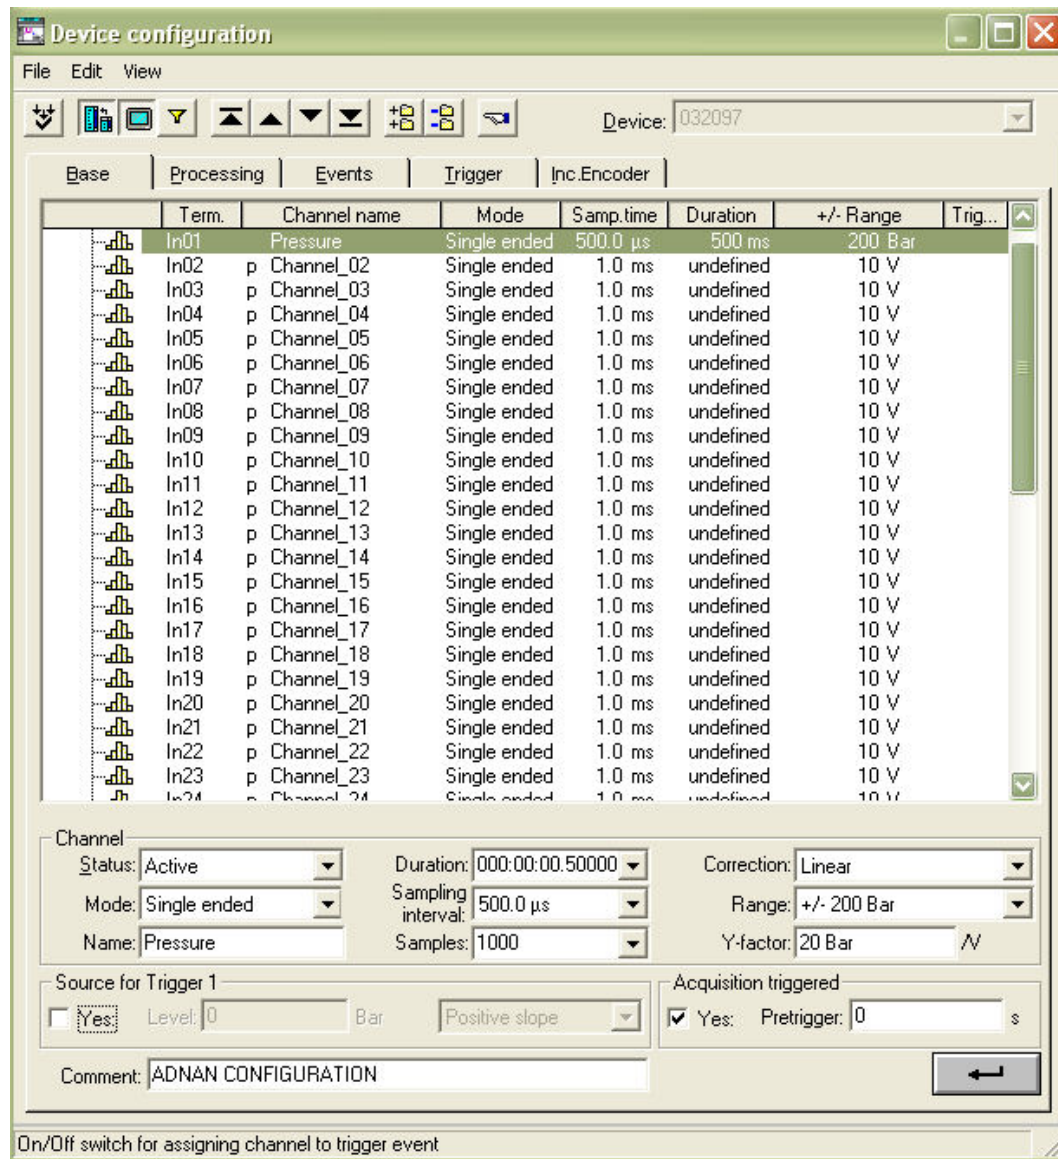 Device configuration
File Edit View
Device: 032097
Base Processing Events Trigger Inc.Encoder
Term. Channel name Mode Samp.time Duration +/- Range Trig...
In01 Pressure Single ended 500.0 µs 500 ms 200 Bar
In02 p Channel_02 Single ended 1.0 ms undefined 10 V
In03 p Channel_03 Single ended 1.0 ms undefined 10 V
In04 p Channel_04 Single ended 1.0 ms undefined 10 V
In05 p Channel_05 Single ended 1.0 ms undefined 10 V
In06 p Channel_06 Single ended 1.0 ms undefined 10 V
In07 p Channel_07 Single ended 1.0 ms undefined 10 V
In08 p Channel_08 Single ended 1.0 ms undefined 10 V
In09 p Channel_09 Single ended 1.0 ms undefined 10 V
In10 p Channel_10 Single ended 1.0 ms undefined 10 V
In11 p Channel_11 Single ended 1.0 ms undefined 10 V
In12 p Channel_12 Single ended 1.0 ms undefined 10 V
In13 p Channel_13 Single ended 1.0 ms undefined 10 V
In14 p Channel_14 Single ended 1.0 ms undefined 10 V
In15 p Channel_15 Single ended 1.0 ms undefined 10 V
In16 p Channel_16 Single ended 1.0 ms undefined 10 V
In17 p Channel_17 Single ended 1.0 ms undefined 10 V
In18 p Channel_18 Single ended 1.0 ms undefined 10 V
In19 p Channel_19 Single ended 1.0 ms undefined 10 V
In20 p Channel_20 Single ended 1.0 ms undefined 10 V
In21 p Channel_21 Single ended 1.0 ms undefined 10 V
In22 p Channel_22 Single ended 1.0 ms undefined 10 V
In23 p Channel_23 Single ended 1.0 ms undefined 10 V
In24 p Channel_24 Single ended 1.0 ms undefined 10 V
Channel
Status: Active Duration: 000:00:00.50000 Correction: Linear
Mode: Single ended Sampling interval: 500.0 µs Range: +/- 200 Bar
Name: Pressure Samples: 1000 Y-factor: 20 Bar /V
Source for Trigger 1 Acquisition triggered
Yes: Level: 0 Bar Positive slope Yes: Pretrigger: 0 s
Comment: ADNAN CONFIGURATION
On/Off switch for assigning channel to trigger event